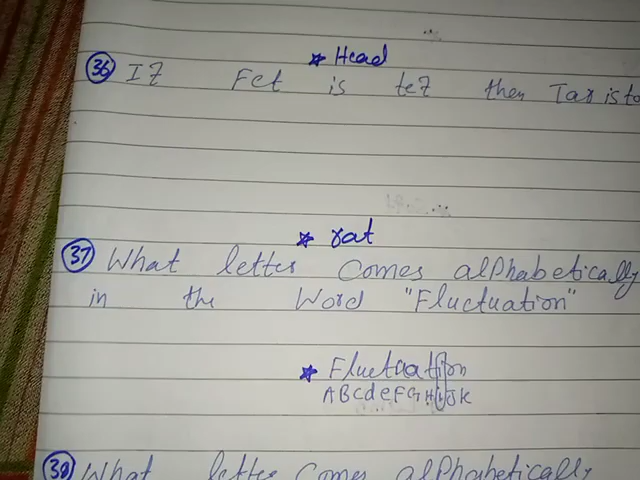 * Head
36 If Fet is tef then Tar is to
* rat
37 What letter Comes alPhabetically
in the Word "Fluctuation"
* Fluctuation
ABCdeFGHIJK
38 What letter Comes alPhabetically